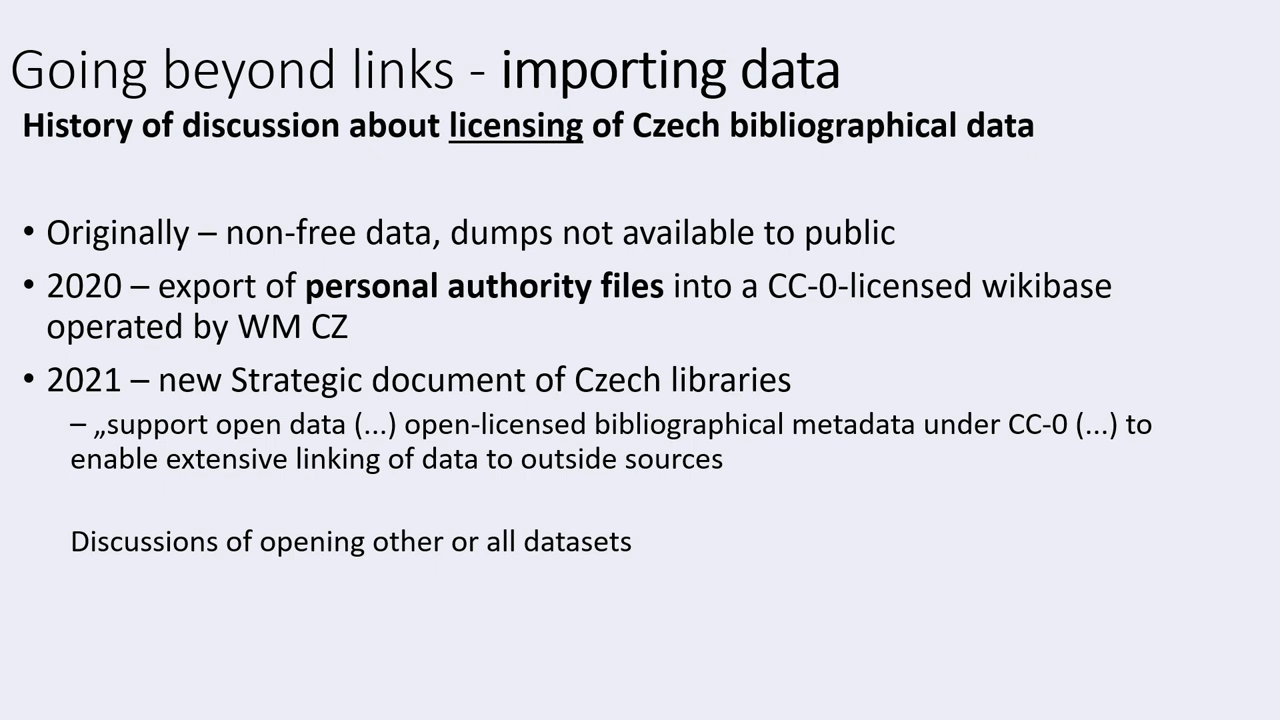 Going beyond links - importing data
History of discussion about licensing of Czech bibliographical data
• Originally – non-free data, dumps not available to public
• 2020 – export of personal authority files into a CC-0-licensed wikibase
operated by WM CZ
• 2021 – new Strategic document of Czech libraries
– „support open data (...) open-licensed bibliographical metadata under CC-0 (...) to
enable extensive linking of data to outside sources
Discussions of opening other or all datasets